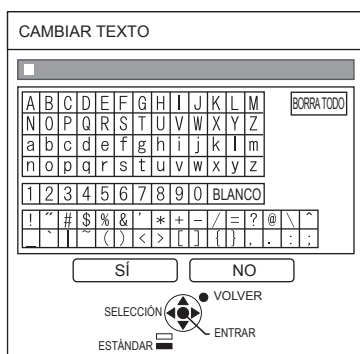 CAMBIAR TEXTO
A B C D E F G H I J K L M BORRA TODO
N O P Q R S T U V W X Y Z
a b c d e f g h i j k l m
n o p q r s t u v w x y z
1 2 3 4 5 6 7 8 9 0 BLANCO
! ˝ # $ % & ' * + - / = ? @ \ ^
_ ` | ~ ( ) < > [ ] { } , . : ;
SÍ NO
VOLVER
SELECCIÓN
ENTRAR
ESTÁNDAR